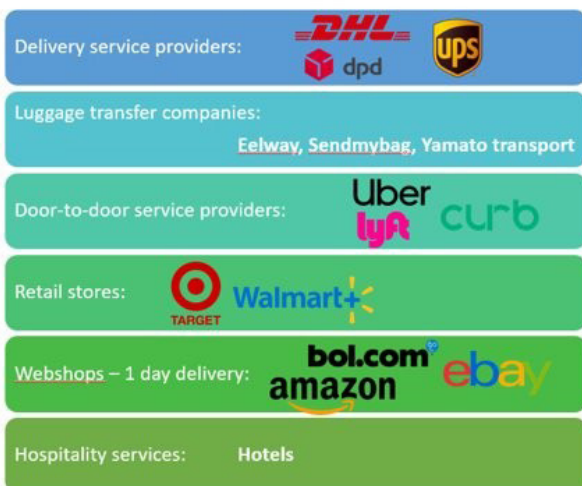 Delivery service providers:
DHL
dpd
ups
Luggage transfer companies:
Eelway, Sendmybag, Yamato transport
Door-to-door service providers:
Uber
lyft
curb
Retail stores:
TARGET
Walmart+
Webshops – 1 day delivery:
bol.com
amazon
ebay
Hospitality services: Hotels